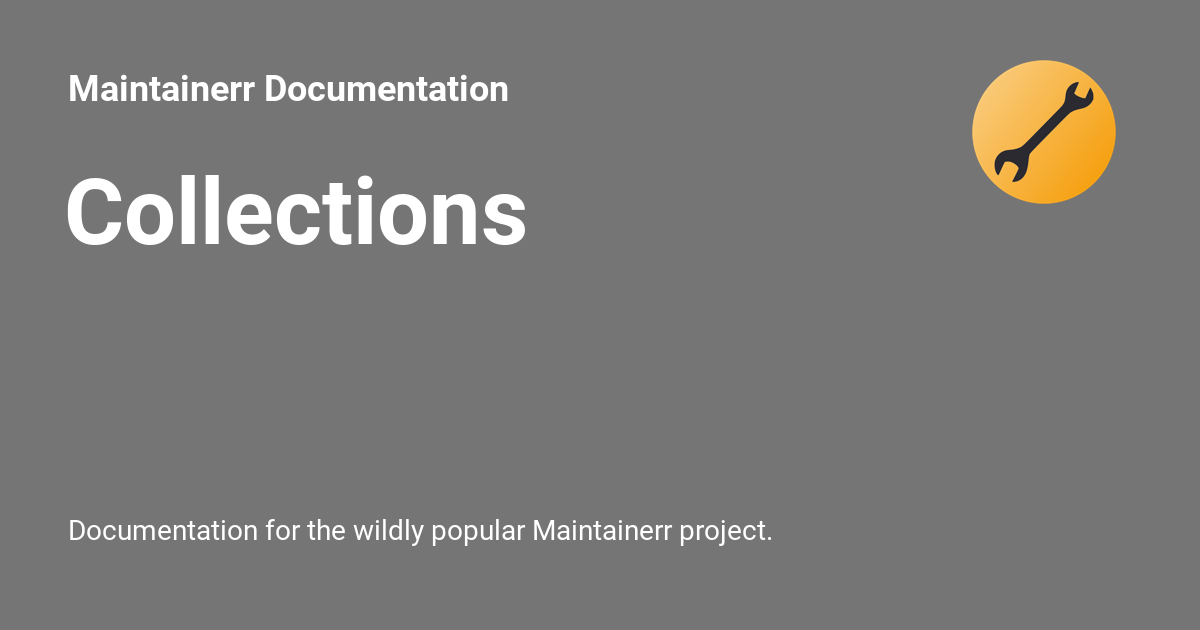 Maintainerr Documentation
Collections
Documentation for the wildly popular Maintainerr project.